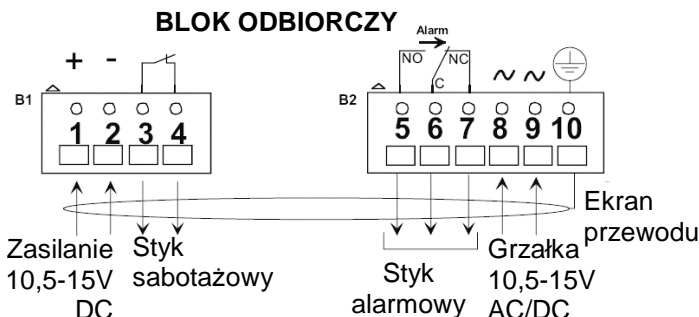 BLOK ODBIORCZY
Alarm
+ -
NO NC
C
∼ ∼
B1
1 2 3 4
B2
5 6 7 8 9 10
Zasilanie
10,5-15V
DC
Styk
sabotażowy
Styk
alarmowy
Grzałka
10,5-15V
AC/DC
Ekran
przewodu